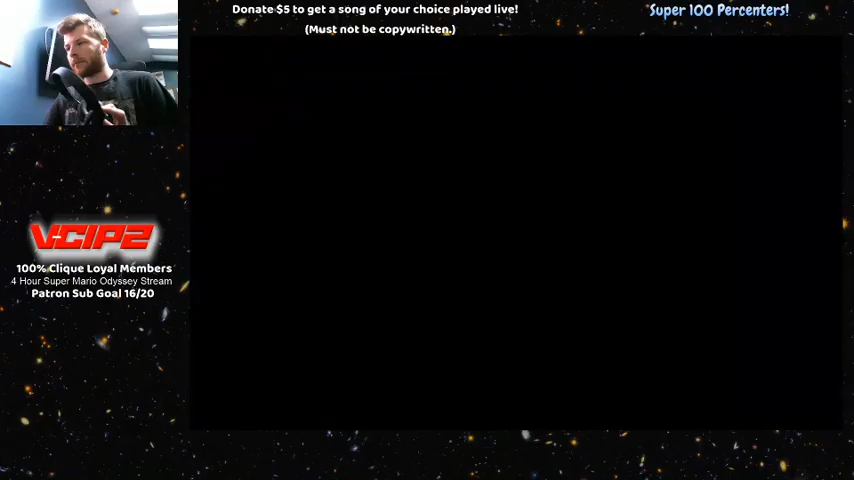 Donate $5 to get a song of your choice played live!
(Must not be copywritten.)
Super 100 Percenters!
VCIPZ
100% Clique Loyal Members
4 Hour Super Mario Odyssey Stream
Patron Sub Goal 16/20